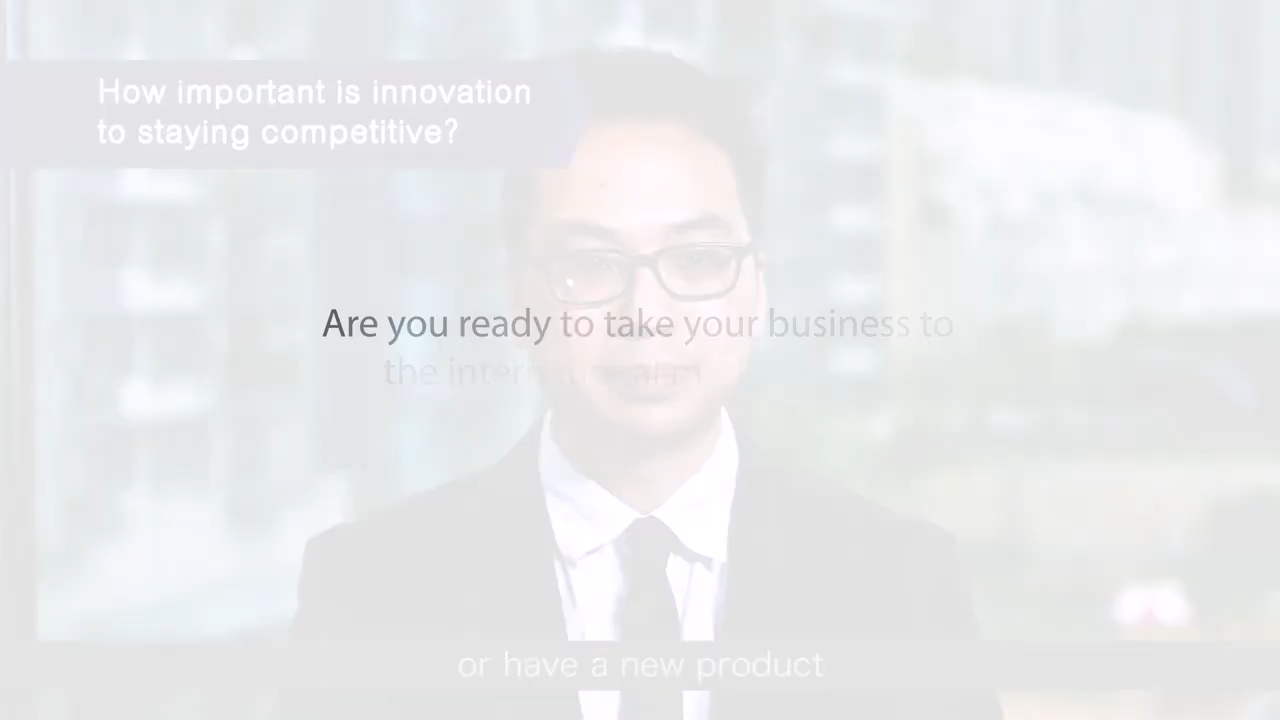 How important is innovation
to staying competitive?
Are you ready to take your business to
the
or have a new product